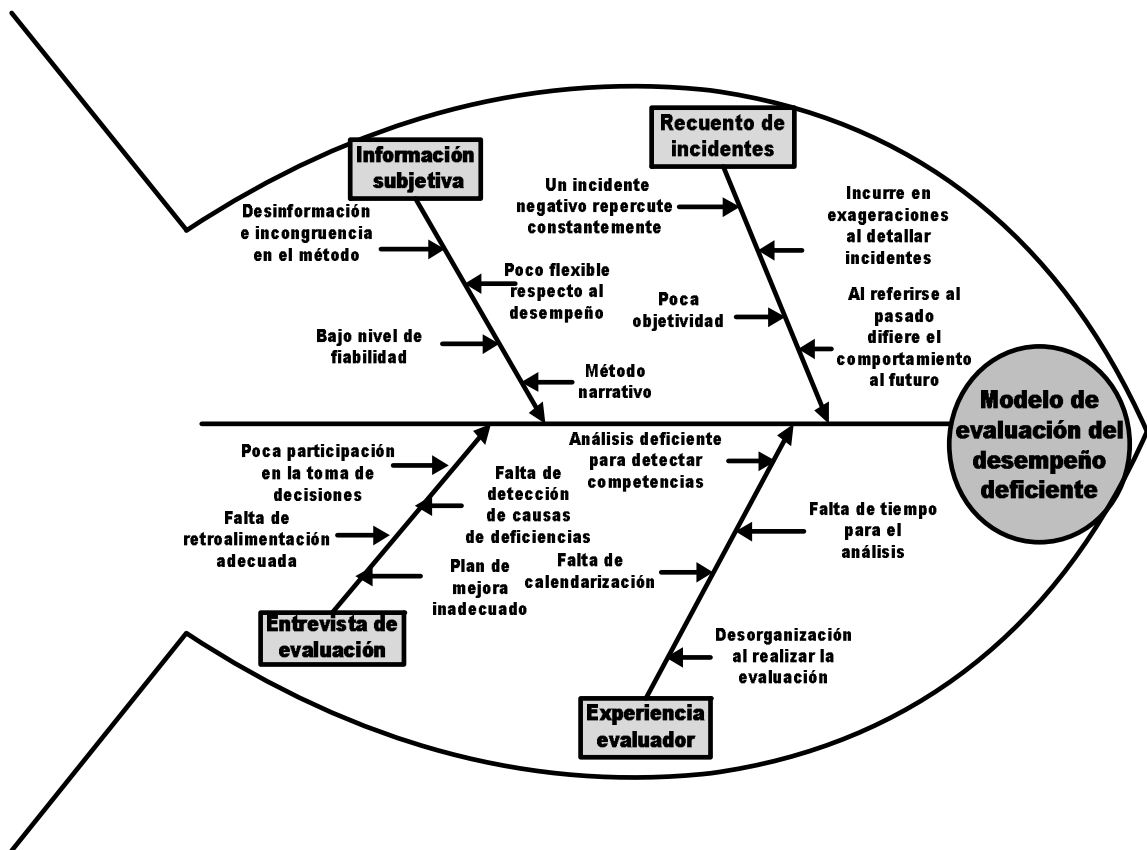 Recuento de
incidentes
Información
subjetiva
Un incidente
negativo repercute
constantemente
Incurre en
exageraciones
al detallar
incidentes
Desinformación
e incongruencia
en el método
Poco flexible
respecto al
desempeño
Poca
objetividad
Al referirse al
pasado
difiere el
comportamiento
al futuro
Bajo nivel de
fiabilidad
Método
narrativo
Modelo de
evaluación del
desempeño
deficiente
Poca participación
en la toma de
decisiones
Falta de
detección
de causas
de deficiencias
Análisis deficiente
para detectar
competencias
Falta de tiempo
para el
análisis
Falta de
retroalimentación
adecuada
Plan de
mejora
inadecuado
Falta de
calendarización
Entrevista de
evaluación
Desorganización
al realizar la
evaluación
Experiencia
evaluador